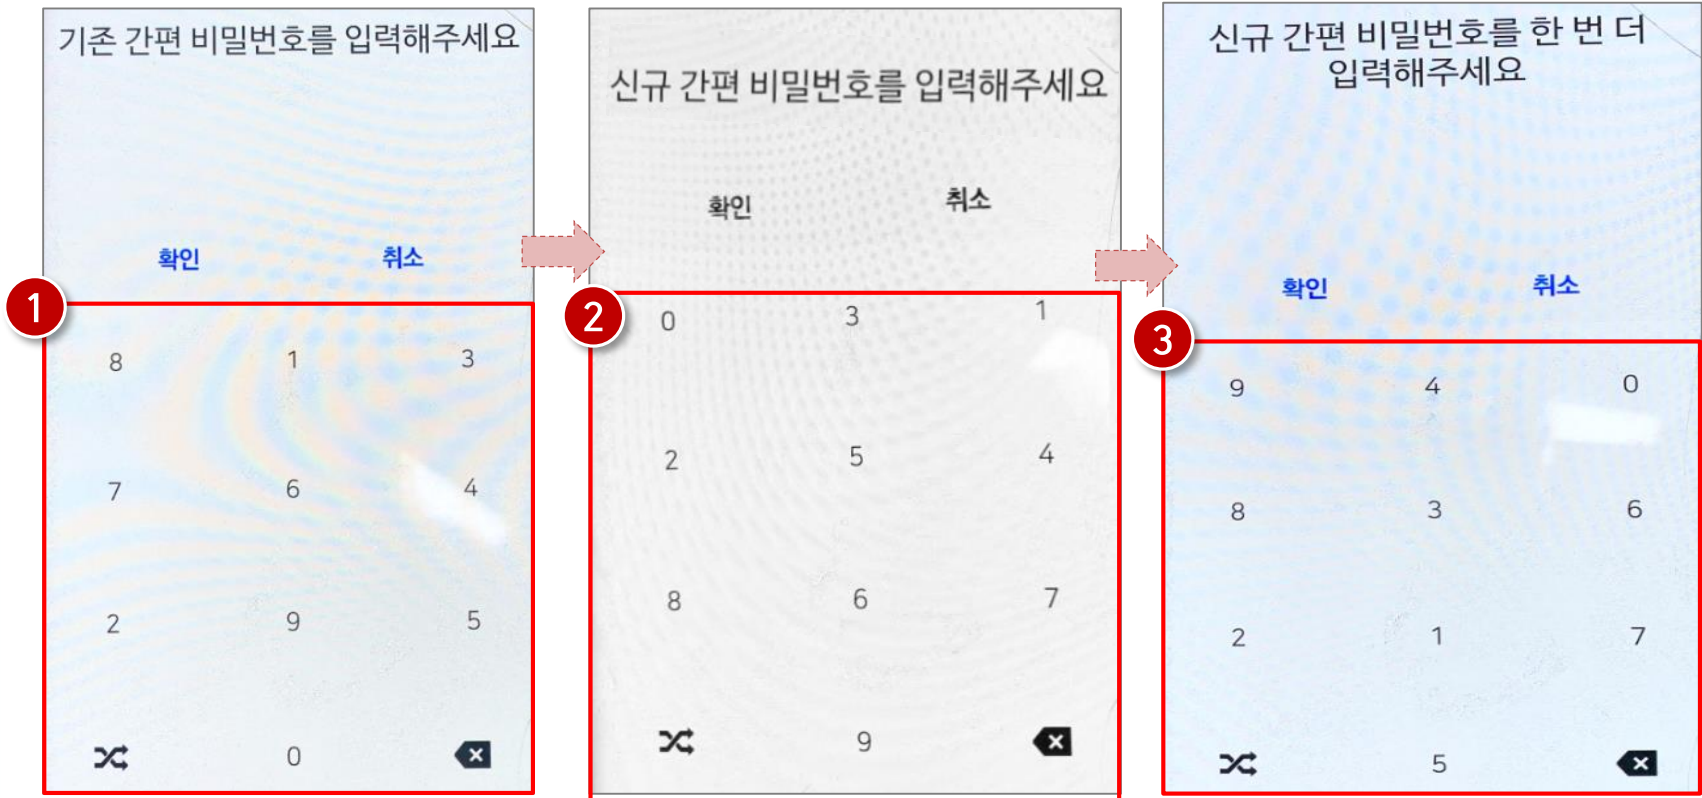 기존 간편 비밀번호를 입력해주세요
확인 취소
1
8 1 3
7 6 4
2 9 5
0
신규 간편 비밀번호를 입력해주세요
확인 취소
2
0 3 1
2 5 4
8 6 7
9
신규 간편 비밀번호를 한 번 더
입력해주세요
확인 취소
3
9 4 0
8 3 6
2 1 7
5